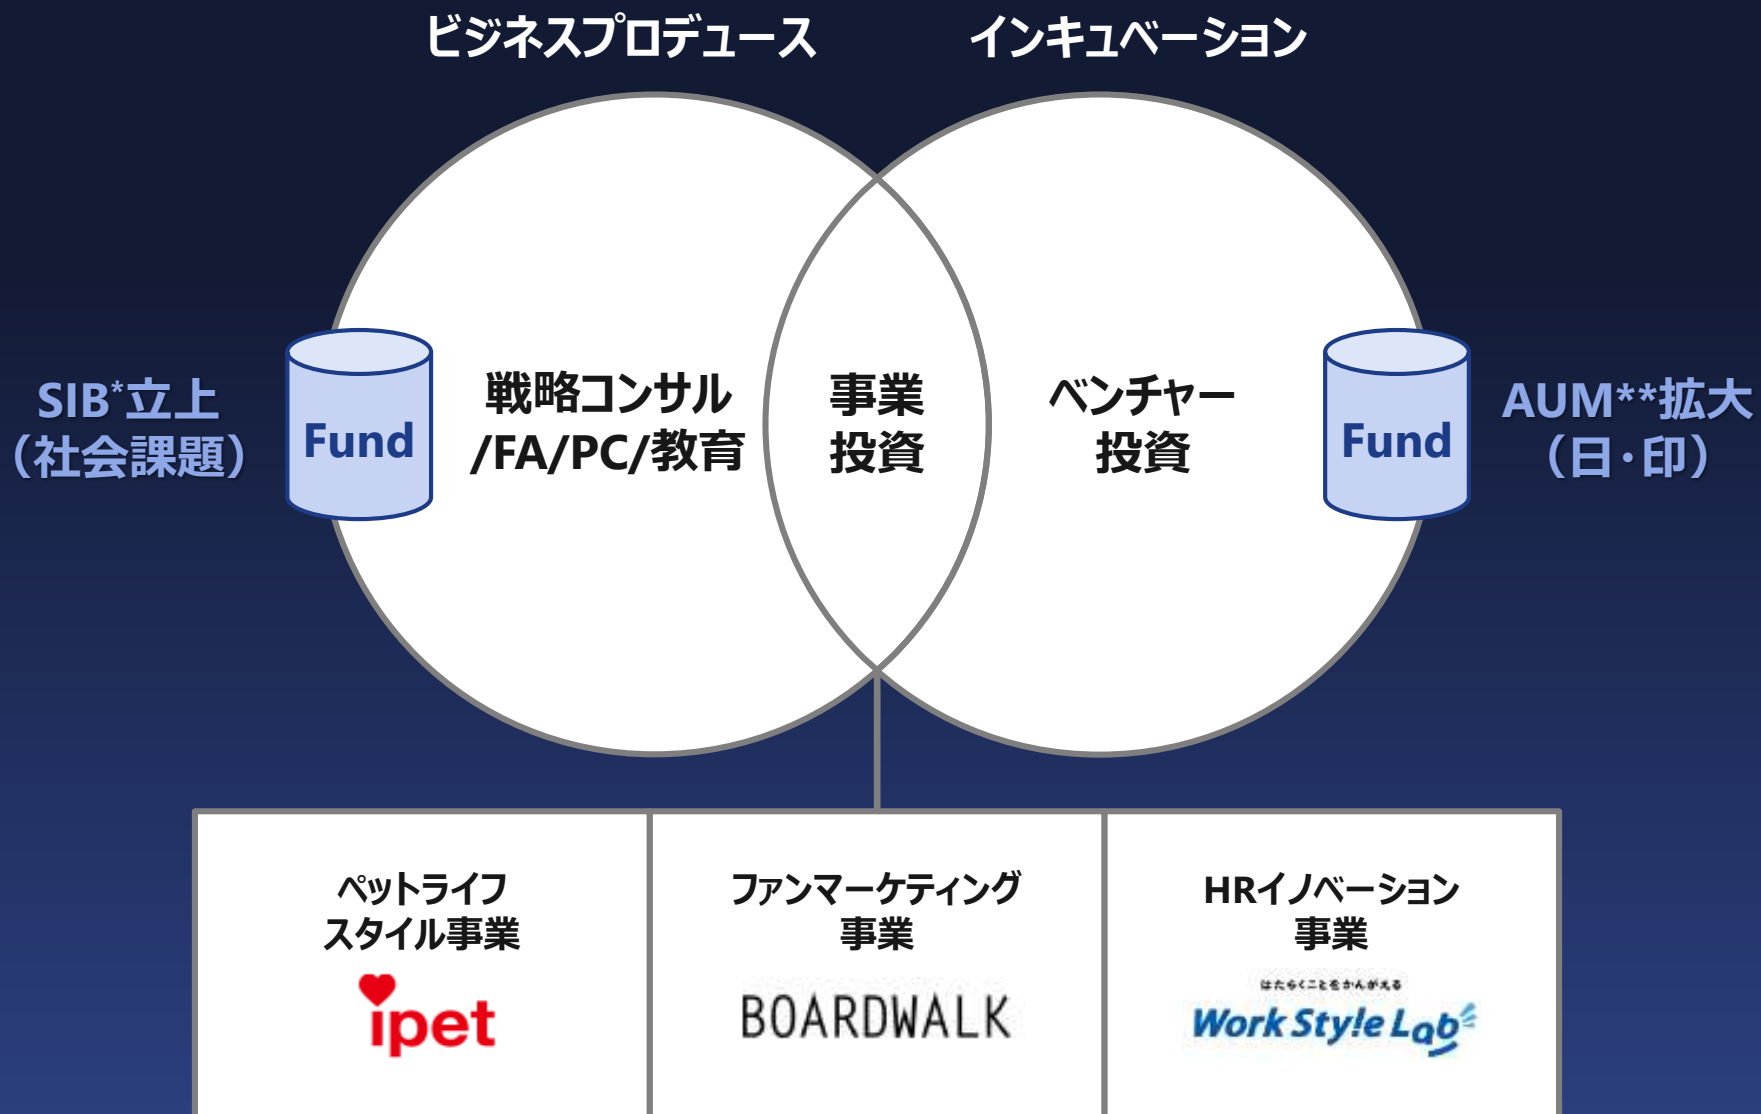 ビジネスプロデュース
インキュベーション
SIB*立上
（社会課題）
Fund
戦略コンサル
/FA/PC/教育
事業
投資
ベンチャー
投資
Fund
AUM**拡大
（日・印）
ペットライフ
スタイル事業
ipet
ファンマーケティング
事業
BOARDWALK
HRイノベーション
事業
はたらくことをかんがえる
Work Style Lab